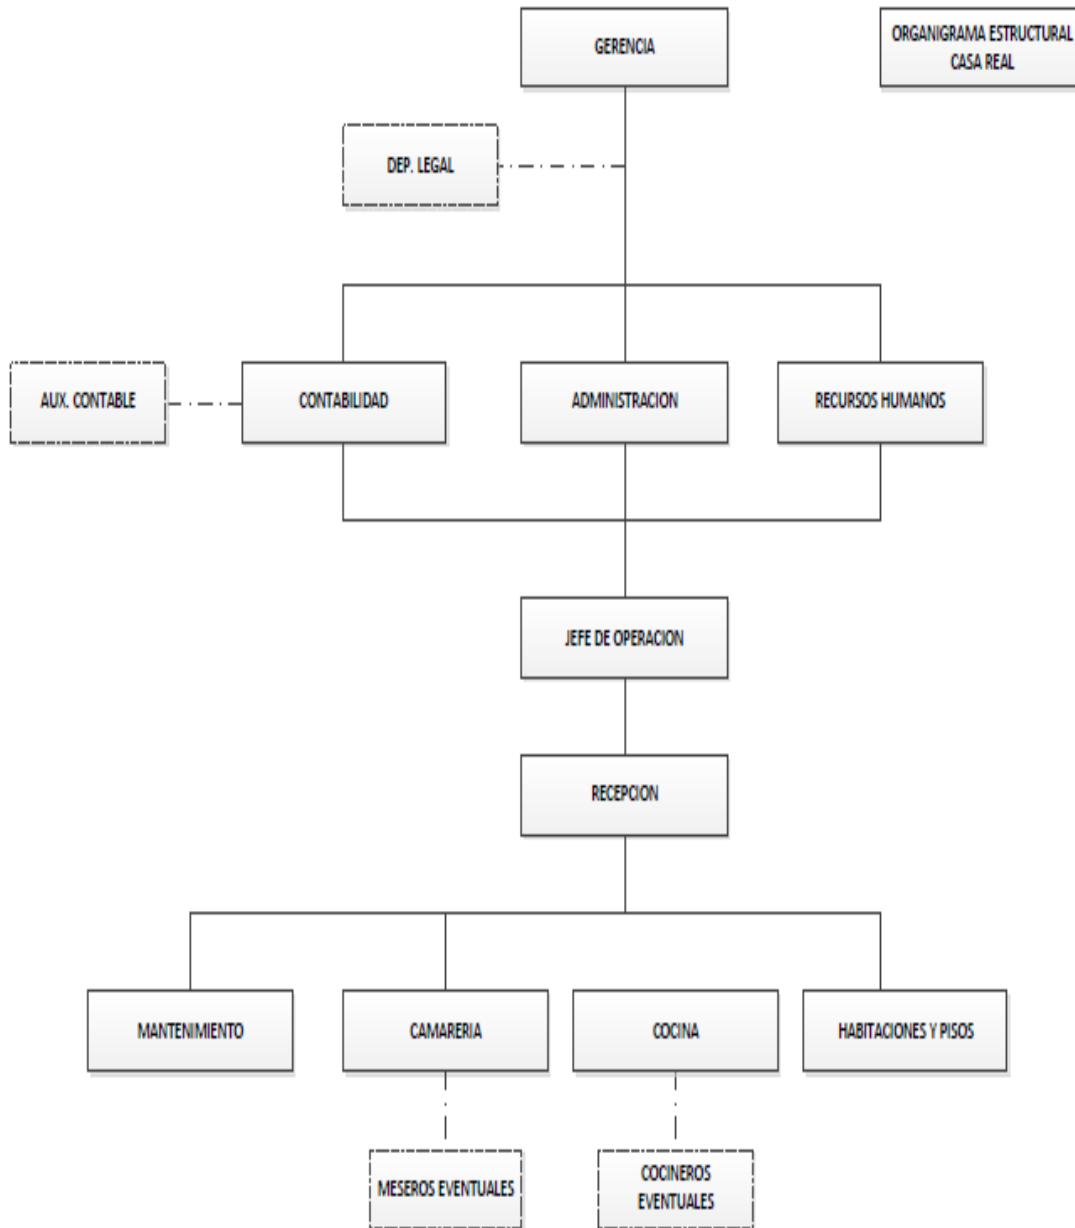 GERENCIA
ORGANIGRAMA ESTRUCTURAL
CASA REAL
DEP. LEGAL
AUX. CONTABLE
CONTABILIDAD
ADMINISTRACION
RECURSOS HUMANOS
JEFE DE OPERACION
RECEPCION
MANTENIMIENTO
CAMARERIA
COCINA
HABITACIONES Y PISOS
MESEROS EVENTUALES
COCINEROS
EVENTUALES